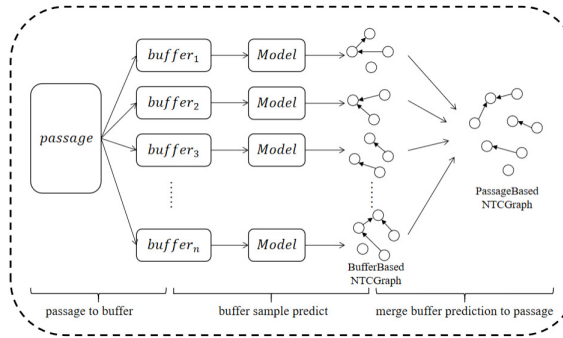 passage
buffer₁
Model
buffer₂
Model
buffer₃
Model
bufferₙ
Model
BufferBased
NTCGraph
PassageBased
NTCGraph
passage to buffer
buffer sample predict
merge buffer prediction to passage